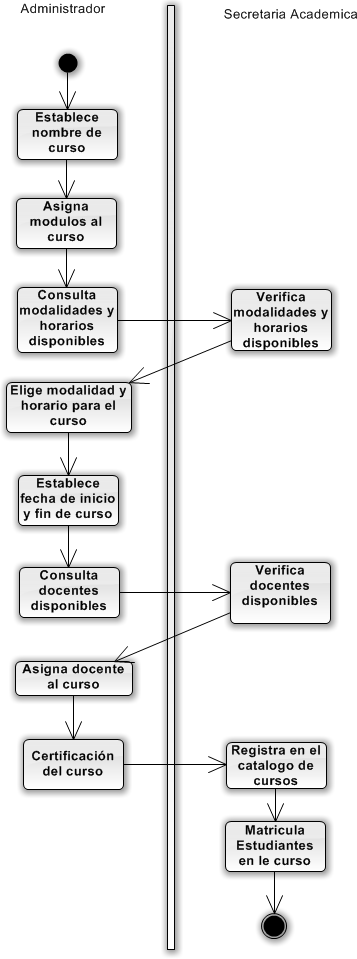 Administrador
Secretaria Academica
Establece
nombre de
curso
Asigna
modulos al
curso
Consulta
modalidades y
horarios
disponibles
Verifica
modalidades y
horarios
disponibles
Elige modalidad y
horario para el
curso
Establece
fecha de inicio
y fin de curso
Consulta
docentes
disponibles
Verifica
docentes
disponibles
Asigna docente
al curso
Certificación
del curso
Registra en el
catalogo de
cursos
Matricula
Estudiantes
en le curso